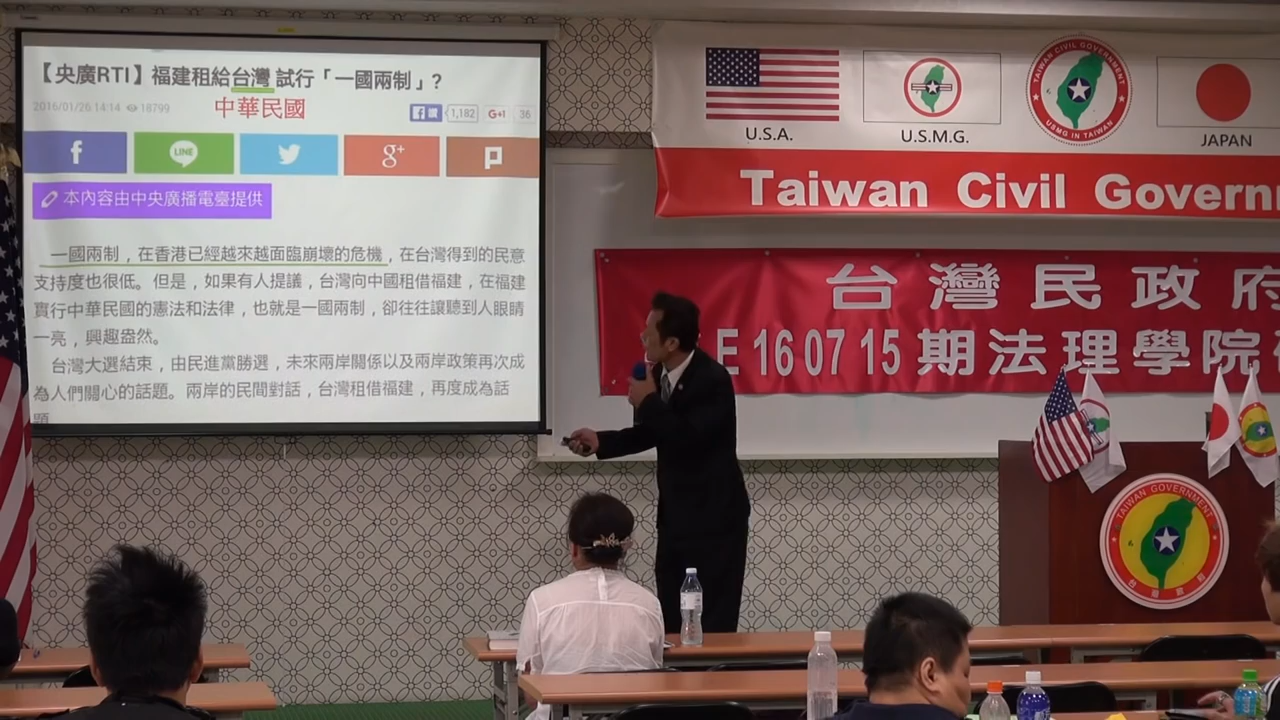 【央廣RTI】福建租給台灣 試行「一國兩制」?
中華民國
2016/01/26 14:14 18799
讚 1,182 G+1 36
f LINE g+
本內容由中央廣播電臺提供
一國兩制，在香港已經越來越面臨崩壞的危機，在台灣得到的民意
支持度也很低。但是，如果有人提議，台灣向中國租借福建，在福建
實行中華民國的憲法和法律，也就是一國兩制，卻往往讓聽到人眼睛
一亮，興趣盎然。
台灣大選結束，由民進黨勝選，未來兩岸關係以及兩岸政策再次成
為人們關心的話題。兩岸的民間對話，台灣租借福建，再度成為話
題
U.S.A.
U.S.M.G.
TAIWAN CIVIL GOVERNMENT
USMG IN TAIWAN
JAPAN
Taiwan Civil Governm
台灣民政府
E 16 07 15 期法理學院
TAIWAN GOVERNMENT